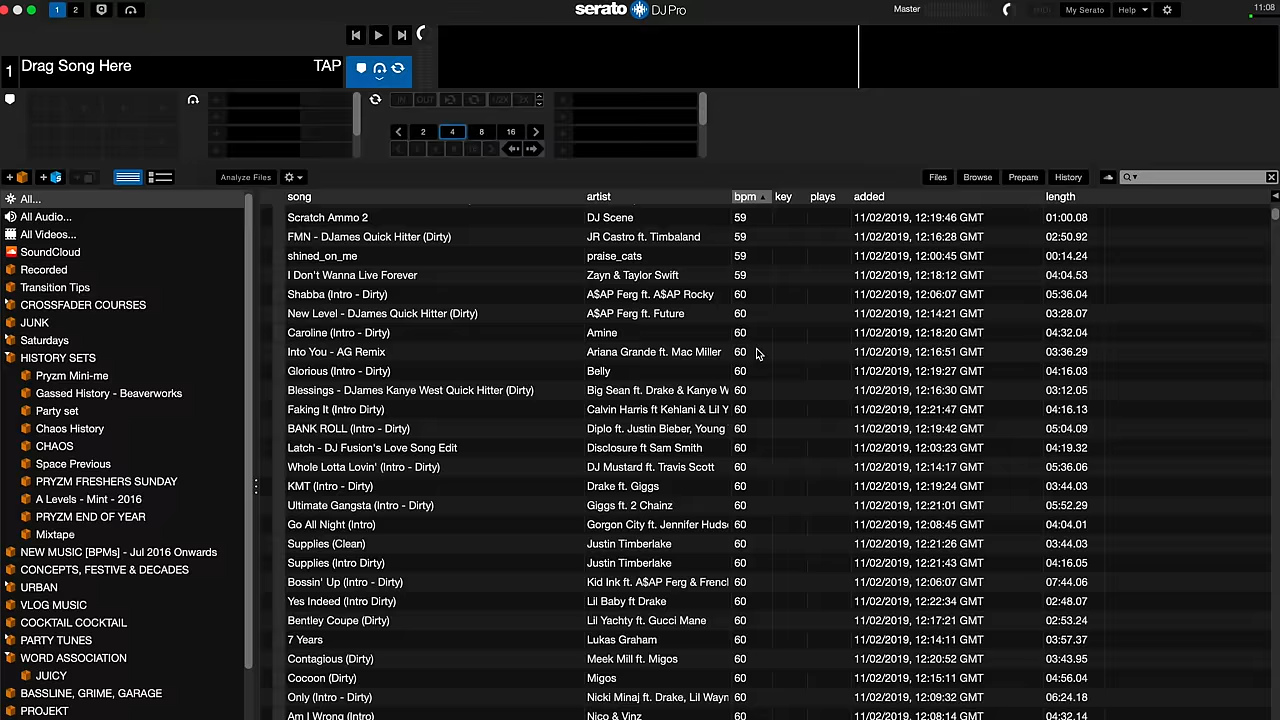 1 2 serato DJ Pro Master MIDI My Serato Help 11:08
1 Drag Song Here TAP
IN OUT 1/2X 2X
2 4 8 16
Analyze Files Files Browse Prepare History
song artist bpm key plays added length
All...
All Audio...
All Videos...
SoundCloud
Recorded
Transition Tips
CROSSFADER COURSES
JUNK
Saturdays
HISTORY SETS
Pryzm Mini-me
Gassed History - Beaverworks
Party set
Chaos History
CHAOS
Space Previous
PRYZM FRESHERS SUNDAY
A Levels - Mint - 2016
PRYZM END OF YEAR
Mixtape
NEW MUSIC [BPMs] - Jul 2016 Onwards
CONCEPTS, FESTIVE & DECADES
URBAN
VLOG MUSIC
COCKTAIL COCKTAIL
PARTY TUNES
WORD ASSOCIATION
JUICY
BASSLINE, GRIME, GARAGE
PROJEKT
Scratch Ammo 2 DJ Scene 59 11/02/2019, 12:19:46 GMT 01:00.08
FMN - DJames Quick Hitter (Dirty) JR Castro ft. Timbaland 59 11/02/2019, 12:16:28 GMT 02:50.92
shined_on_me praise_cats 59 11/02/2019, 12:00:45 GMT 00:14.24
I Don't Wanna Live Forever Zayn & Taylor Swift 59 11/02/2019, 12:18:12 GMT 04:04.53
Shabba (Intro - Dirty) A$AP Ferg ft. A$AP Rocky 60 11/02/2019, 12:06:07 GMT 05:36.04
New Level - DJames Quick Hitter (Dirty) A$AP Ferg ft. Future 60 11/02/2019, 12:14:21 GMT 03:28.07
Caroline (Intro - Dirty) Amine 60 11/02/2019, 12:18:20 GMT 04:32.04
Into You - AG Remix Ariana Grande ft. Mac Miller 60 11/02/2019, 12:16:51 GMT 03:36.29
Glorious (Intro - Dirty) Belly 60 11/02/2019, 12:19:27 GMT 04:16.03
Blessings - DJames Kanye West Quick Hitter (Dirty) Big Sean ft. Drake & Kanye W 60 11/02/2019, 12:16:30 GMT 03:12.05
Faking It (Intro Dirty) Calvin Harris ft Kehlani & Lil Y 60 11/02/2019, 12:21:47 GMT 04:16.13
BANK ROLL (Intro - Dirty) Diplo ft. Justin Bieber, Young 60 11/02/2019, 12:19:42 GMT 05:04.09
Latch - DJ Fusion's Love Song Edit Disclosure ft Sam Smith 60 11/02/2019, 12:03:23 GMT 04:19.32
Whole Lotta Lovin' (Intro - Dirty) DJ Mustard ft. Travis Scott 60 11/02/2019, 12:14:17 GMT 05:36.06
KMT (Intro - Dirty) Drake ft. Giggs 60 11/02/2019, 12:19:24 GMT 03:44.03
Ultimate Gangsta (Intro - Dirty) Giggs ft. 2 Chainz 60 11/02/2019, 12:21:01 GMT 05:52.29
Go All Night (Intro) Gorgon City ft. Jennifer Huds 60 11/02/2019, 12:08:45 GMT 04:04.01
Supplies (Clean) Justin Timberlake 60 11/02/2019, 12:21:26 GMT 03:44.03
Supplies (Intro Dirty) Justin Timberlake 60 11/02/2019, 12:21:43 GMT 04:16.05
Bossin' Up (Intro - Dirty) Kid Ink ft. A$AP Ferg & Frencl 60 11/02/2019, 12:06:07 GMT 07:44.06
Yes Indeed (Intro Dirty) Lil Baby ft Drake 60 11/02/2019, 12:22:34 GMT 02:48.07
Bentley Coupe (Dirty) Lil Yachty ft. Gucci Mane 60 11/02/2019, 12:17:21 GMT 02:53.24
7 Years Lukas Graham 60 11/02/2019, 12:14:11 GMT 03:57.37
Contagious (Dirty) Meek Mill ft. Migos 60 11/02/2019, 12:20:52 GMT 03:43.95
Cocoon (Dirty) Migos 60 11/02/2019, 12:15:11 GMT 04:56.04
Only (Intro - Dirty) Nicki Minaj ft. Drake, Lil Wayn 60 11/02/2019, 12:09:32 GMT 06:24.18
Am I Wrong (Intro) Nico & Vinz 60 11/02/2019, 12:08:14 GMT 04:32.14